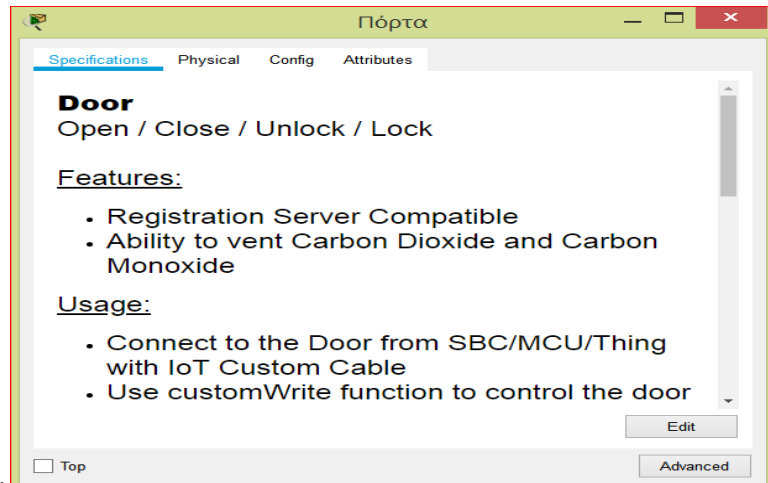 Πόρτα
Specifications Physical Config Attributes
Door
Open / Close / Unlock / Lock
Features:
• Registration Server Compatible
• Ability to vent Carbon Dioxide and Carbon
Monoxide
Usage:
• Connect to the Door from SBC/MCU/Thing
with IoT Custom Cable
• Use customWrite function to control the door
Edit
Top
Advanced